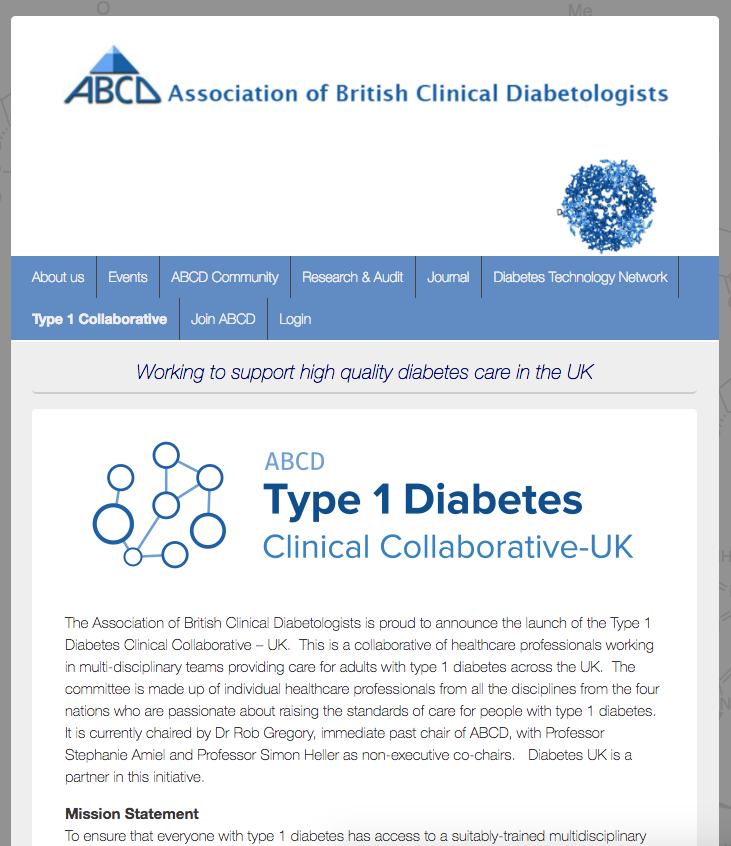 O
Me
ABCD Association of British Clinical Diabetologists
About us Events ABCD Community Research & Audit Journal Diabetes Technology Network
Type 1 Collaborative Join ABCD Login
Working to support high quality diabetes care in the UK
ABCD
Type 1 Diabetes
Clinical Collaborative-UK
The Association of British Clinical Diabetologists is proud to announce the launch of the Type 1
Diabetes Clinical Collaborative – UK. This is a collaborative of healthcare professionals working
in multi-disciplinary teams providing care for adults with type 1 diabetes across the UK. The
committee is made up of individual healthcare professionals from all the disciplines from the four
nations who are passionate about raising the standards of care for people with type 1 diabetes.
It is currently chaired by Dr Rob Gregory, immediate past chair of ABCD, with Professor
Stephanie Amiel and Professor Simon Heller as non-executive co-chairs. Diabetes UK is a
partner in this initiative.
Mission Statement
To ensure that everyone with type 1 diabetes has access to a suitably-trained multidisciplinary